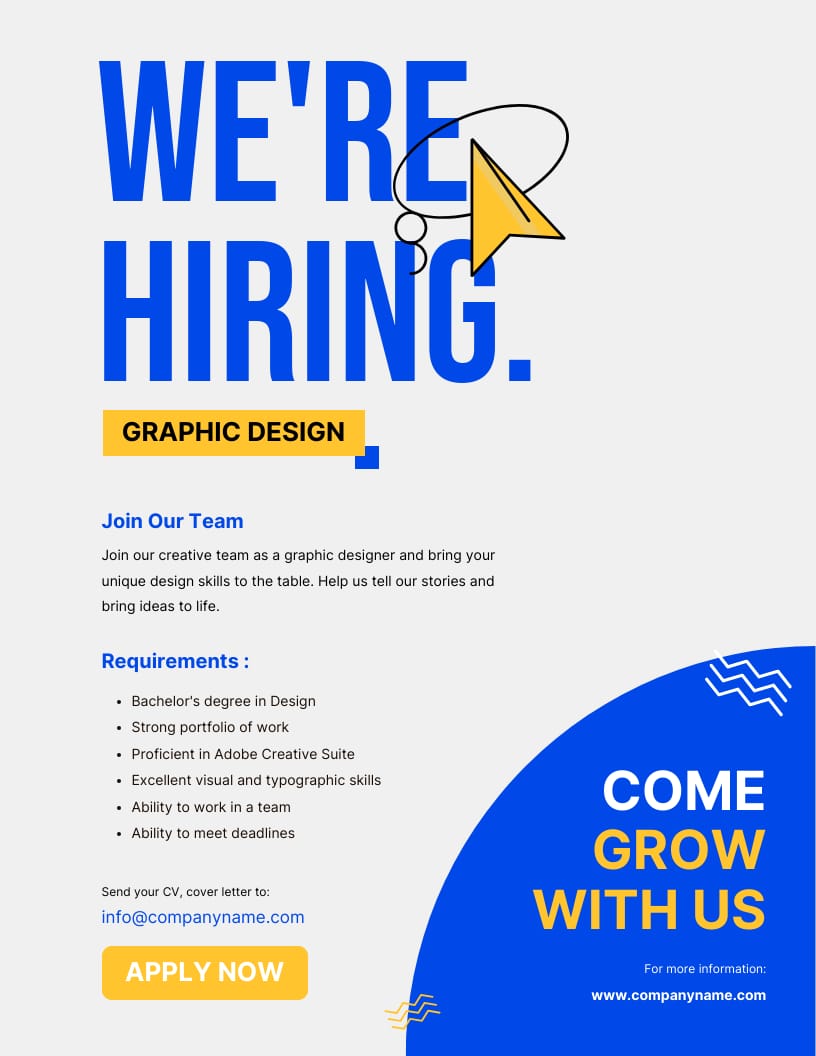 WE'RE
HIRING.
GRAPHIC DESIGN
Join Our Team
Join our creative team as a graphic designer and bring your
unique design skills to the table. Help us tell our stories and
bring ideas to life.
Requirements :
• Bachelor's degree in Design
• Strong portfolio of work
• Proficient in Adobe Creative Suite
• Excellent visual and typographic skills
• Ability to work in a team
• Ability to meet deadlines
Send your CV, cover letter to:
info@companyname.com
APPLY NOW
COME
GROW
WITH US
For more information:
www.companyname.com